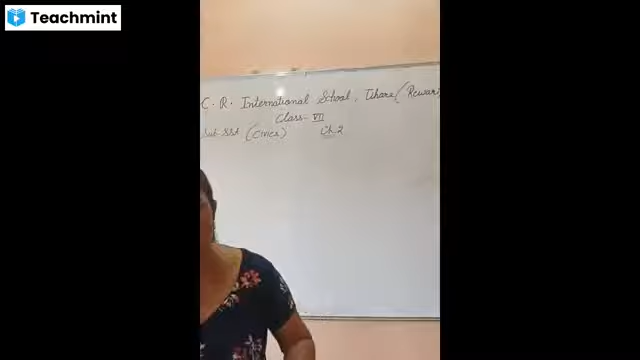 Teachmint
C. R. International School, Tihara (Rewari
Class - VII
Sub-SSt (Civics) Ch 2